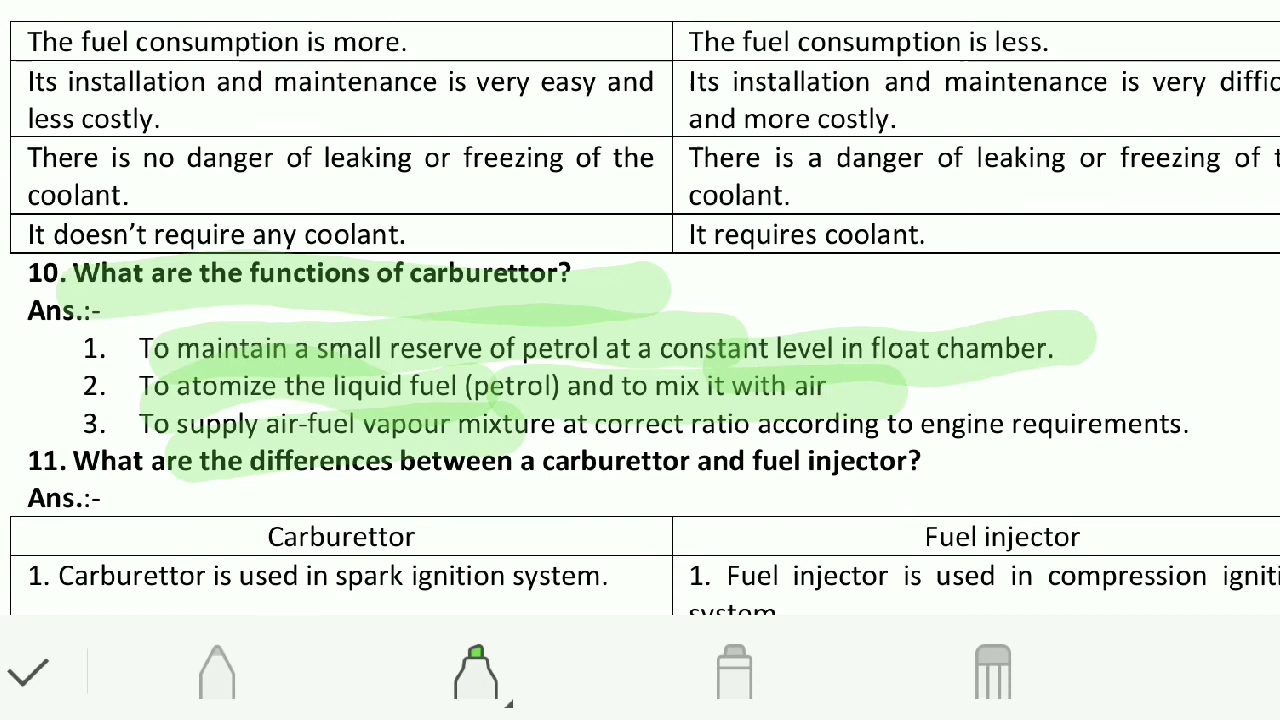 The fuel consumption is more.
The fuel consumption is less.
Its installation and maintenance is very easy and
less costly.
Its installation and maintenance is very
and more costly.
There is no danger of leaking or freezing of the
coolant.
There is a danger of leaking or freezing of
coolant.
It doesn’t require any coolant.
It requires coolant.
10. What are the functions of carburettor?
Ans.:-
1. To maintain a small reserve of petrol at a constant level in float chamber.
2. To atomize the liquid fuel (petrol) and to mix it with air
3. To supply air-fuel vapour mixture at correct ratio according to engine requirements.
11. What are the differences between a carburettor and fuel injector?
Ans.:-
Carburettor
Fuel injector
1. Carburettor is used in spark ignition system.
1. Fuel injector is used in compression
system